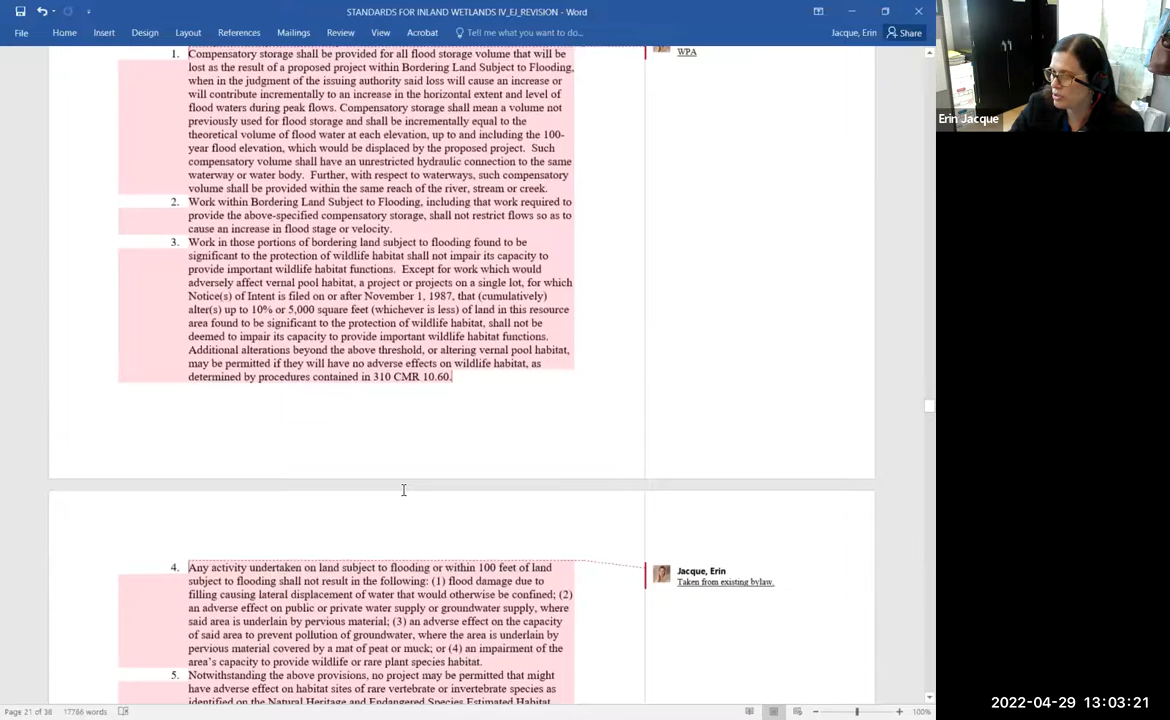 STANDARDS FOR INLAND WETLANDS IV_EJ_REVISION - Word
File Home Insert Design Layout References Mailings Review View Acrobat Tell me what you want to do... Jacque, Erin Share
1. Compensatory storage shall be provided for all flood storage volume that will be
lost as the result of a proposed project within Bordering Land Subject to Flooding,
when in the judgment of the issuing authority said loss will cause an increase or
will contribute incrementally to an increase in the horizontal extent and level of
flood waters during peak flows. Compensatory storage shall mean a volume not
previously used for flood storage and shall be incrementally equal to the
theoretical volume of flood water at each elevation, up to and including the 100-
year flood elevation, which would be displaced by the proposed project. Such
compensatory volume shall have an unrestricted hydraulic connection to the same
waterway or water body. Further, with respect to waterways, such compensatory
volume shall be provided within the same reach of the river, stream or creek.
2. Work within Bordering Land Subject to Flooding, including that work required to
provide the above-specified compensatory storage, shall not restrict flows so as to
cause an increase in flood stage or velocity.
3. Work in those portions of bordering land subject to flooding found to be
significant to the protection of wildlife habitat shall not impair its capacity to
provide important wildlife habitat functions. Except for work which would
adversely affect vernal pool habitat, a project or projects on a single lot, for which
Notice(s) of Intent is filed on or after November 1, 1987, that (cumulatively)
alter(s) up to 10% or 5,000 square feet (whichever is less) of land in this resource
area found to be significant to the protection of wildlife habitat, shall not be
deemed to impair its capacity to provide important wildlife habitat functions.
Additional alterations beyond the above threshold, or altering vernal pool habitat,
may be permitted if they will have no adverse effects on wildlife habitat, as
determined by procedures contained in 310 CMR 10.60.
WPA
4. Any activity undertaken on land subject to flooding or within 100 feet of land
subject to flooding shall not result in the following: (1) flood damage due to
filling causing lateral displacement of water that would otherwise be confined; (2)
an adverse effect on public or private water supply or groundwater supply, where
said area is underlain by pervious material; (3) an adverse effect on the capacity
of said area to prevent pollution of groundwater, where the area is underlain by
pervious material covered by a mat of peat or muck; or (4) an impairment of the
area's capacity to provide wildlife or rare plant species habitat.
5. Notwithstanding the above provisions, no project may be permitted that might
have adverse effect on habitat sites of rare vertebrate or invertebrate species as
identified on the Natural Heritage and Endangered Species Estimated Habitat
Jacque, Erin
Taken from existing bylaw.
Page 21 of 38 17786 words 100%
Erin Jacque
2022-04-29 13:03:21